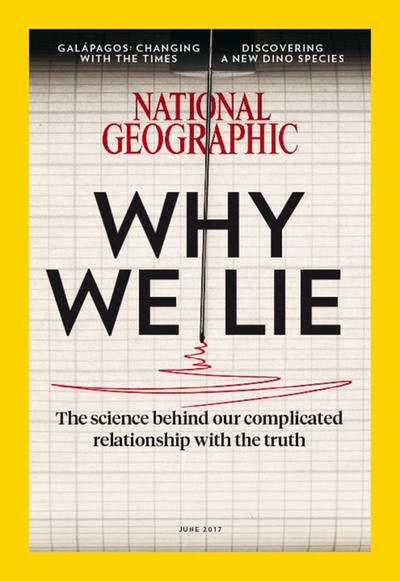 GALÁPAGOS: CHANGING
WITH THE TIMES
DISCOVERING
A NEW DINO SPECIES
NATIONAL
GEOGRAPHIC
WHY
WE LIE
The science behind our complicated
relationship with the truth
JUNE 2017